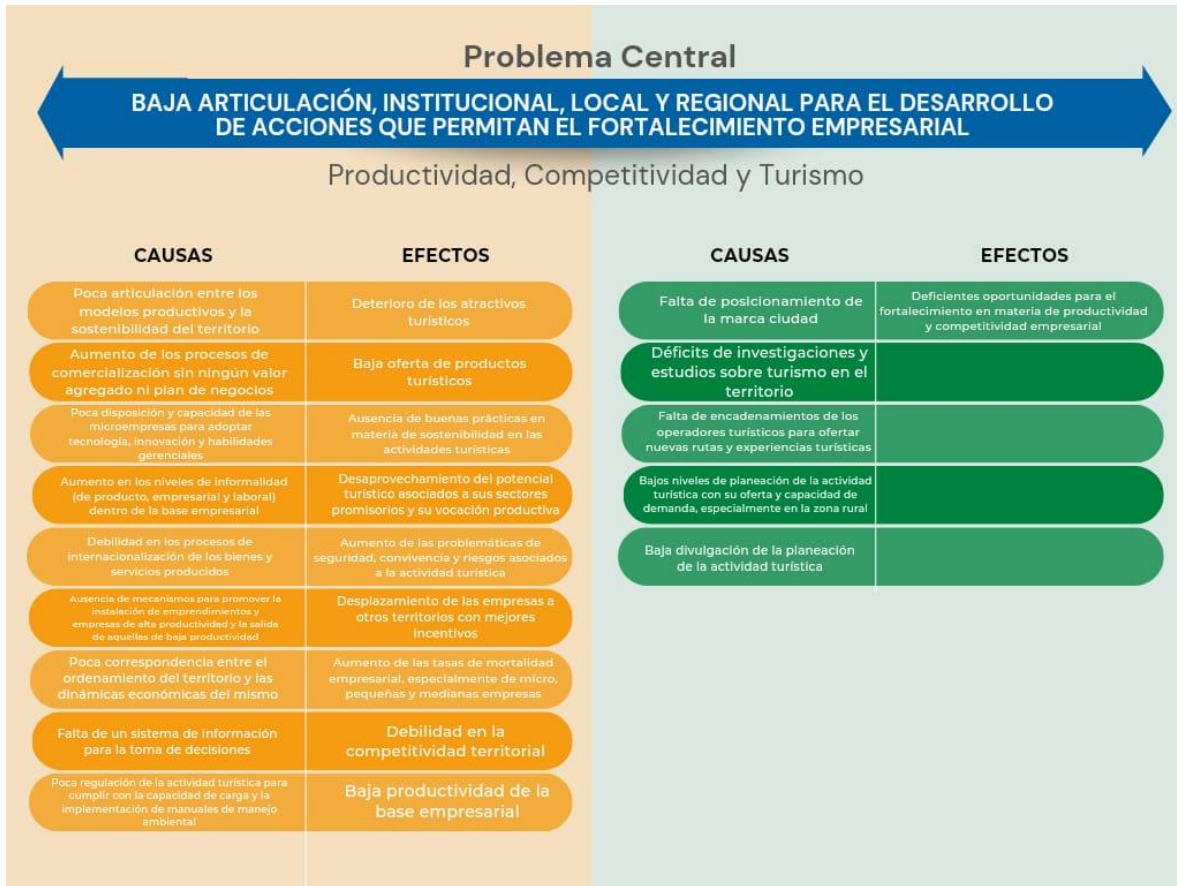 Problema Central
BAJA ARTICULACIÓN, INSTITUCIONAL, LOCAL Y REGIONAL PARA EL DESARROLLO
DE ACCIONES QUE PERMITAN EL FORTALECIMIENTO EMPRESARIAL
Productividad, Competitividad y Turismo
CAUSAS
EFECTOS
Poca articulación entre los
modelos productivos y la
sostenibilidad del territorio
Deterioro de los atractivos
turísticos
Aumento de los procesos de
comercialización sin ningún valor
agregado ni plan de negocios
Baja oferta de productos
turísticos
Poca disposición y capacidad de las
microempresas para adoptar
tecnología, innovación y habilidades
gerenciales
Ausencia de buenas prácticas en
materia de sostenibilidad en las
actividades turísticas
Aumento en los niveles de informalidad
(de producto, empresarial y laboral)
dentro de la base empresarial
Desaprovechamiento del potencial
turístico asociados a sus sectores
promisorios y su vocación productiva
Debilidad en los procesos de
internacionalización de los bienes y
servicios producidos
Aumento de las problemáticas de
seguridad, convivencia y riesgos asociados
a la actividad turística
Ausencia de mecanismos para promover la
instalación de emprendimientos y
empresas de alta productividad y la salida
de aquellas de baja productividad
Desplazamiento de las empresas a
otros territorios con mejores
incentivos
Poca correspondencia entre el
ordenamiento del territorio y las
dinámicas económicas del mismo
Aumento de las tasas de mortalidad
empresarial, especialmente de micro,
pequeñas y medianas empresas
Falta de un sistema de información
para la toma de decisiones
Debilidad en la
competitividad territorial
Poca regulación de la actividad turística para
cumplir con la capacidad de carga y la
implementación de manuales de manejo
ambiental
Baja productividad de la
base empresarial
CAUSAS
EFECTOS
Falta de posicionamiento de
la marca ciudad
Deficientes oportunidades para el
fortalecimiento en materia de productividad
y competitividad empresarial
Déficits de investigaciones y
estudios sobre turismo en el
territorio
Falta de encadenamientos de los
operadores turísticos para ofertar
nuevas rutas y experiencias turísticas
Bajos niveles de planeación de la actividad
turística con su oferta y capacidad de
demanda, especialmente en la zona rural
Baja divulgación de la planeación
de la actividad turística